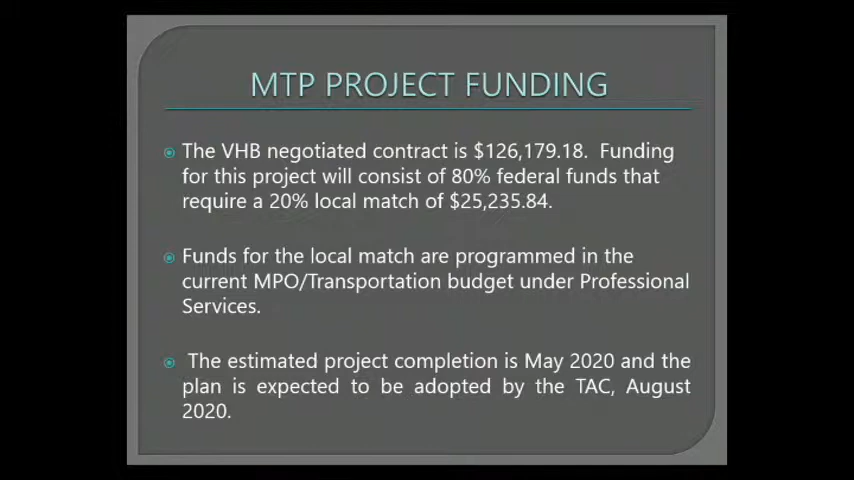 MTP PROJECT FUNDING
The VHB negotiated contract is $126,179.18. Funding
for this project will consist of 80% federal funds that
require a 20% local match of $25,235.84.
Funds for the local match are programmed in the
current MPO/Transportation budget under Professional
Services.
The estimated project completion is May 2020 and the
plan is expected to be adopted by the TAC, August
2020.